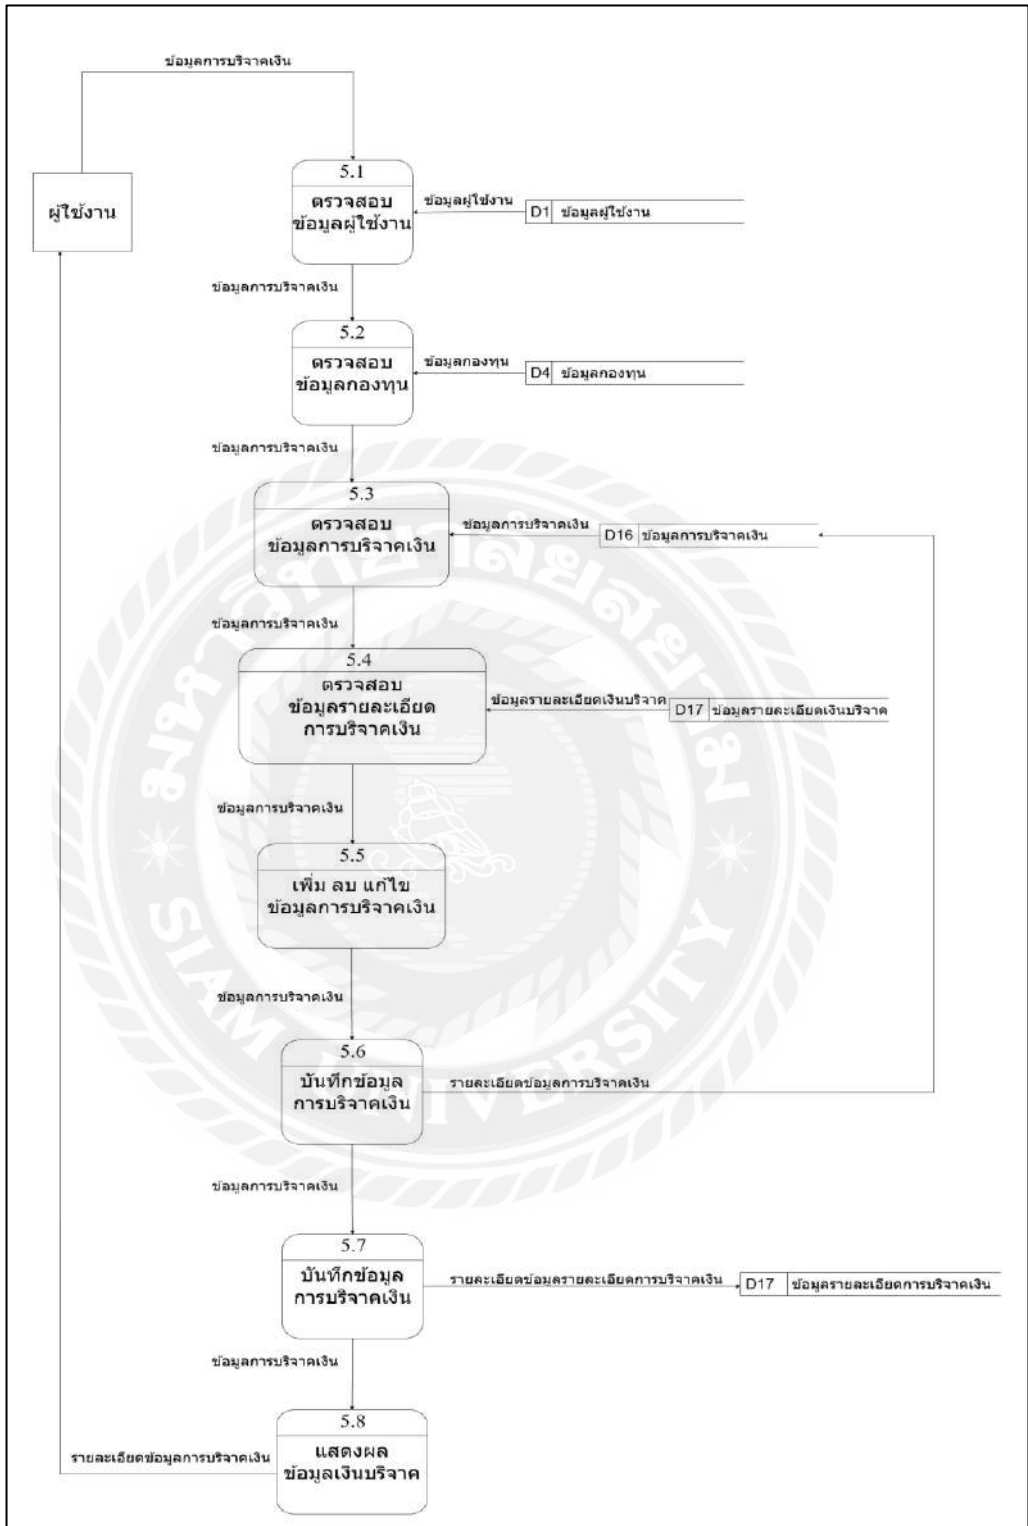 ข้อมูลการบริจาคเงิน
ผู้ใช้งาน
5.1
ตรวจสอบ
ข้อมูลผู้ใช้งาน
ข้อมูลผู้ใช้งาน
D1 ข้อมูลผู้ใช้งาน
ข้อมูลการบริจาคเงิน
5.2
ตรวจสอบ
ข้อมูลกองทุน
ข้อมูลกองทุน
D4 ข้อมูลกองทุน
ข้อมูลการบริจาคเงิน
5.3
ตรวจสอบ
ข้อมูลการบริจาคเงิน
ข้อมูลการบริจาคเงิน
D16 ข้อมูลการบริจาคเงิน
ข้อมูลการบริจาคเงิน
5.4
ตรวจสอบ
ข้อมูลรายละเอียด
การบริจาคเงิน
ข้อมูลรายละเอียดเงินบริจาค
D17 ข้อมูลรายละเอียดเงินบริจาค
ข้อมูลการบริจาคเงิน
5.5
เพิ่ม ลบ แก้ไข
ข้อมูลการบริจาคเงิน
ข้อมูลการบริจาคเงิน
5.6
บันทึกข้อมูล
การบริจาคเงิน
รายละเอียดข้อมูลการบริจาคเงิน
ข้อมูลการบริจาคเงิน
5.7
บันทึกข้อมูล
การบริจาคเงิน
รายละเอียดข้อมูลรายละเอียดการบริจาคเงิน
D17 ข้อมูลรายละเอียดการบริจาคเงิน
ข้อมูลการบริจาคเงิน
5.8
แสดงผล
ข้อมูลเงินบริจาค
รายละเอียดข้อมูลการบริจาคเงิน
มหาวิทยาลัยสยาม
SIAM UNIVERSITY